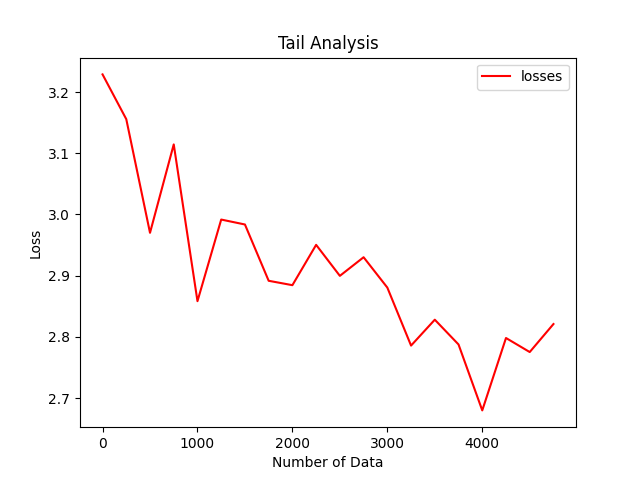 Tail Analysis
losses
3.2
3.1
3.0
2.9
2.8
2.7
Loss
0 1000 2000 3000 4000
Number of Data